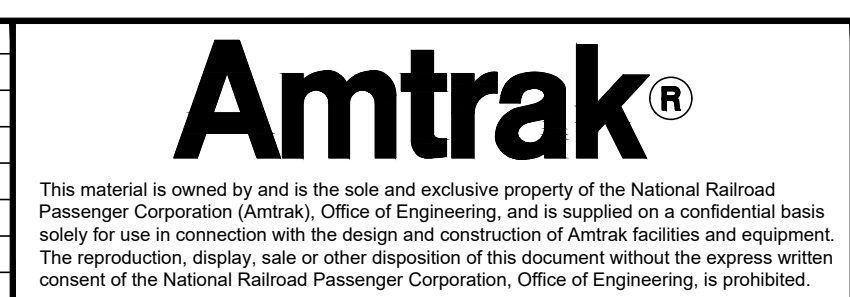 Amtrak®
This material is owned by and is the sole and exclusive property of the National Railroad
Passenger Corporation (Amtrak), Office of Engineering, and is supplied on a confidential basis
solely for use in connection with the design and construction of Amtrak facilities and equipment.
The reproduction, display, sale or other disposition of this document without the express written
consent of the National Railroad Passenger Corporation, Office of Engineering, is prohibited.